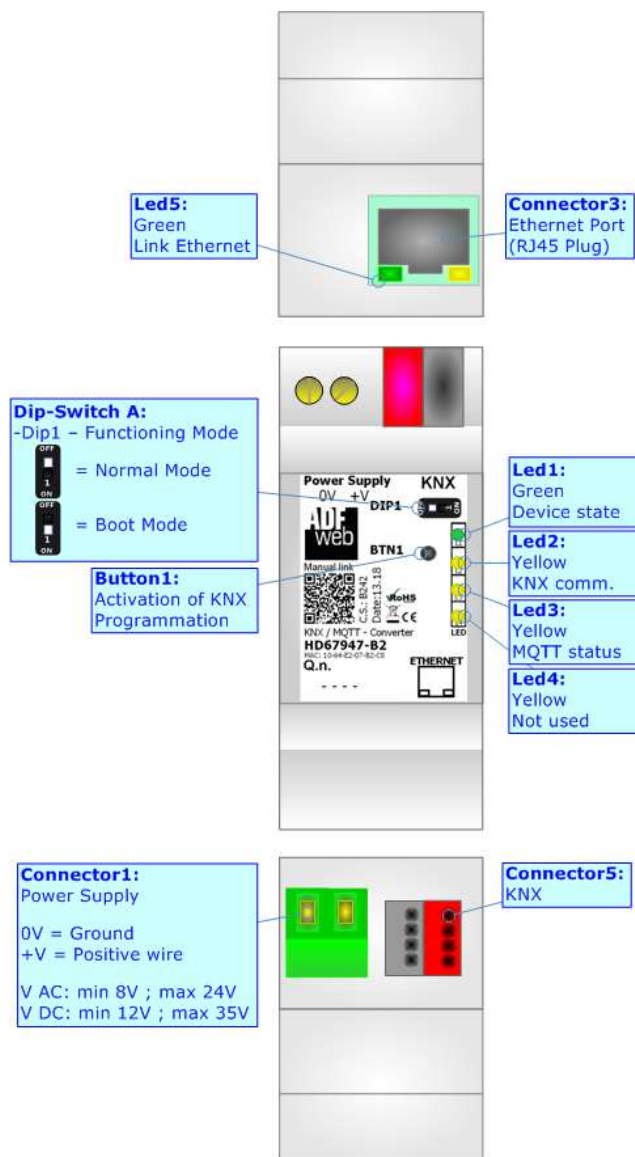 Led5:
Green
Link Ethernet
Connector3:
Ethernet Port
(RJ45 Plug)
Dip-Switch A:
-Dip1 – Functioning Mode
OFF
1
ON
= Normal Mode
OFF
1
ON
= Boot Mode
Button1:
Activation of KNX
Programmation
Power Supply
0V +V
KNX
DIP1
OFF
1
ON
ADF
web
BTN1
Manual link
C.S.: B242
Date:13.18
RoHS
CE
LED
KNX / MQTT - Converter
HD67947-B2
Q.n.
- - - -
ETHERNET
Led1:
Green
Device state
Led2:
Yellow
KNX comm.
Led3:
Yellow
MQTT status
Led4:
Yellow
Not used
Connector1:
Power Supply
0V = Ground
+V = Positive wire
V AC: min 8V ; max 24V
V DC: min 12V ; max 35V
Connector5:
KNX